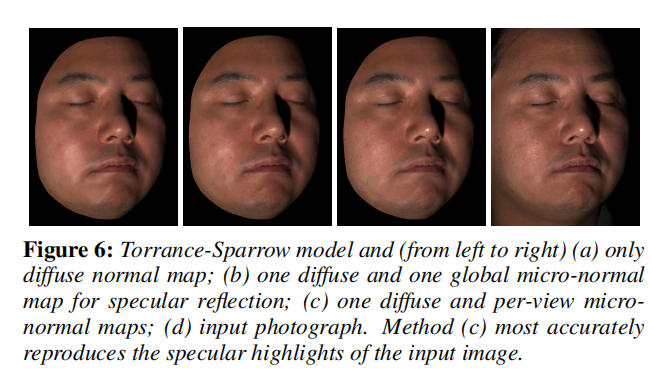 Figure 6: Torrance-Sparrow model and (from left to right) (a) only
diffuse normal map; (b) one diffuse and one global micro-normal
map for specular reflection; (c) one diffuse and per-view micro-
normal maps; (d) input photograph. Method (c) most accurately
reproduces the specular highlights of the input image.